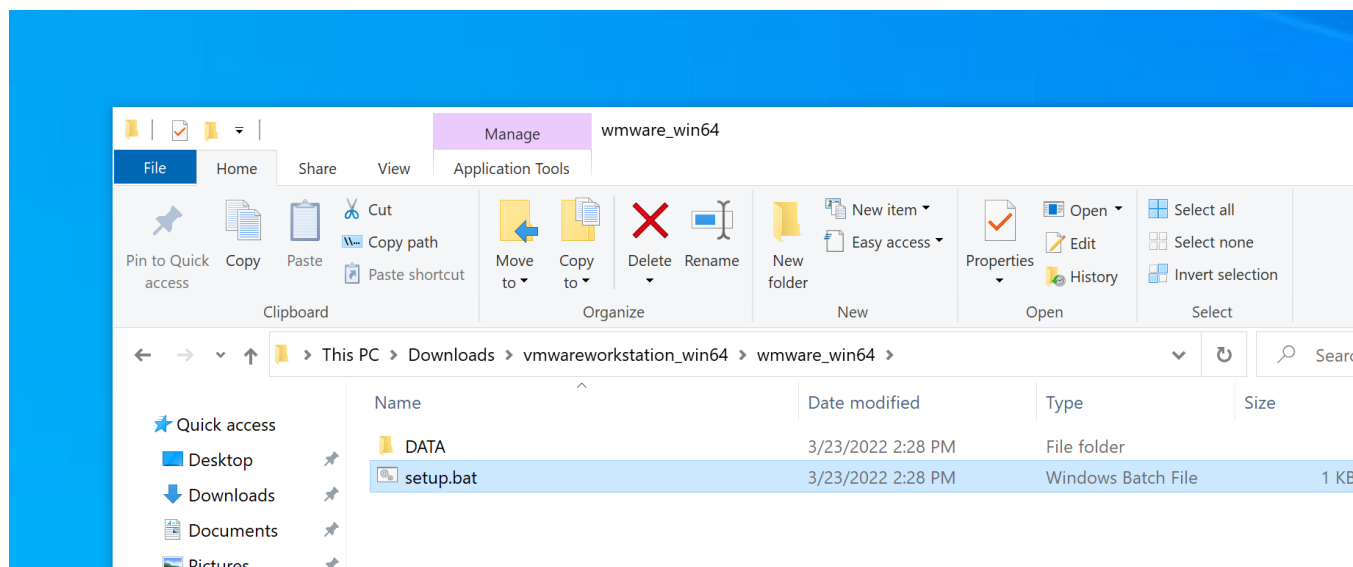 Manage
wmware_win64
File
Home
Share
View
Application Tools
Pin to Quick access
Copy
Paste
Cut
Copy path
Paste shortcut
Clipboard
Move to
Copy to
Delete
Rename
Organize
New folder
New item
Easy access
New
Properties
Open
Edit
History
Open
Select all
Select none
Invert selection
Select
This PC > Downloads > vmwareworkstation_win64 > wmware_win64 >
Name
Date modified
Type
Size
Quick access
Desktop
Downloads
Documents
Pictures
DATA 3/23/2022 2:28 PM File folder
setup.bat 3/23/2022 2:28 PM Windows Batch File 1 KB